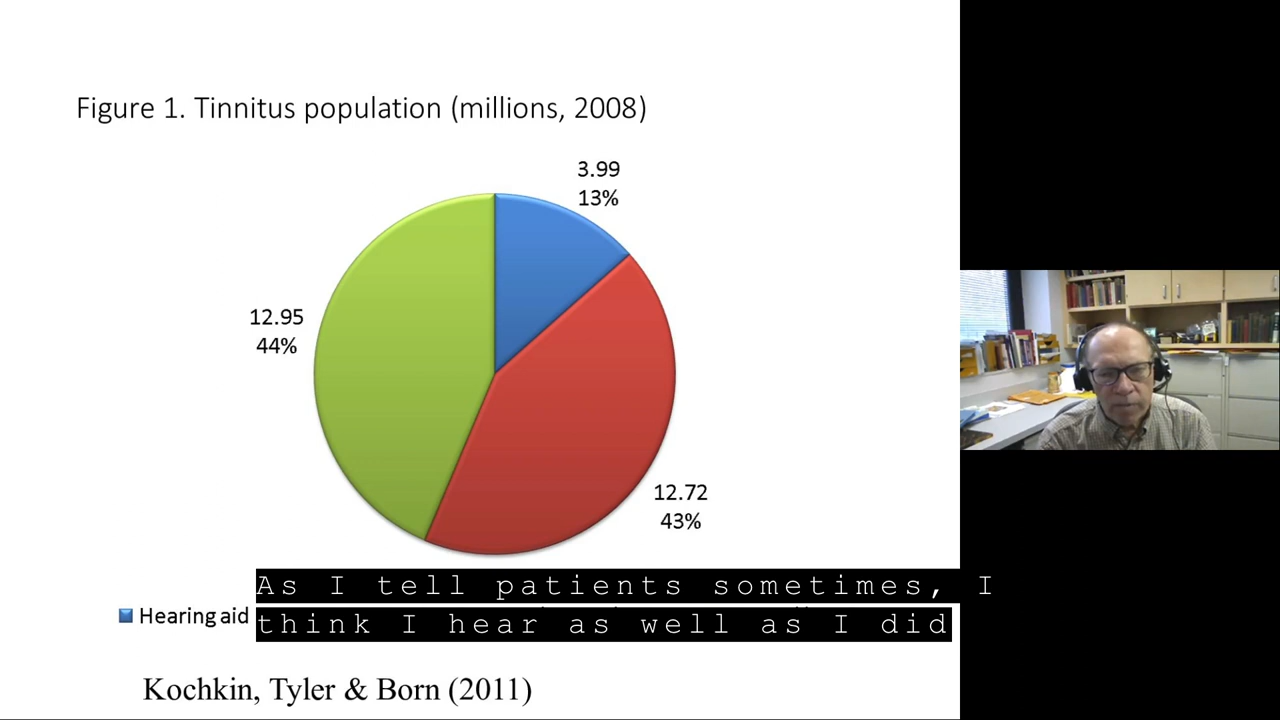 Figure 1. Tinnitus population (millions, 2008)
3.99
13%
12.95
44%
12.72
43%
As I tell patients sometimes, I
think I hear as well as I did
Hearing aid
Kochkin, Tyler & Born (2011)